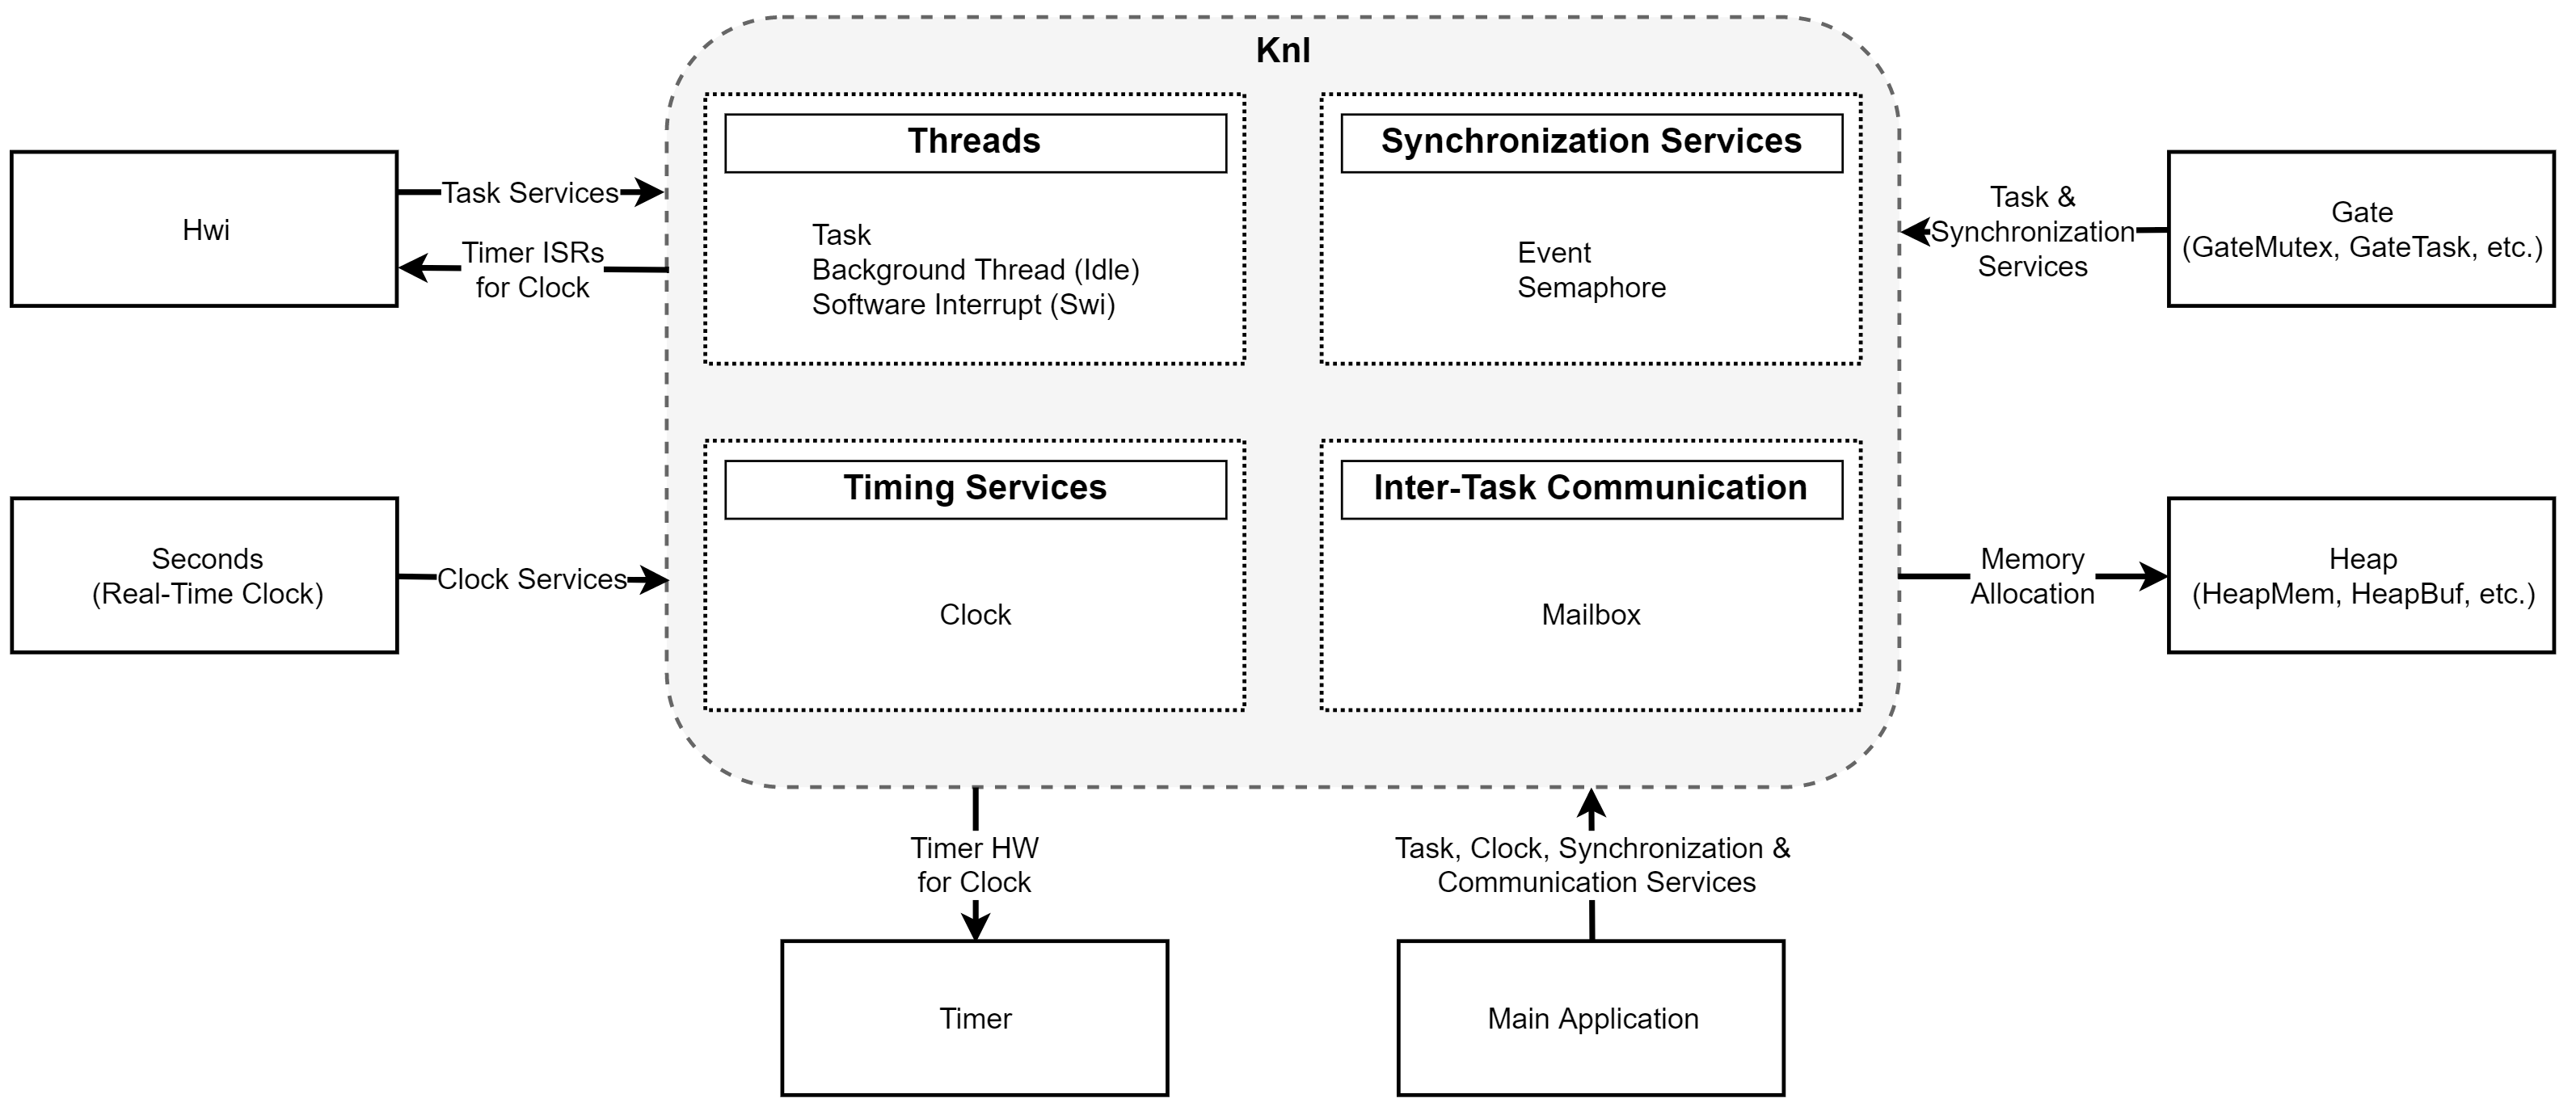 Knl
Threads
Task
Background Thread (Idle)
Software Interrupt (Swi)
Synchronization Services
Event
Semaphore
Hwi
Task Services
Timer ISRs
for Clock
Task &
Synchronization
Services
Gate
(GateMutex, GateTask, etc.)
Timing Services
Clock
Inter-Task Communication
Mailbox
Seconds
(Real-Time Clock)
Clock Services
Memory
Allocation
Heap
(HeapMem, HeapBuf, etc.)
Timer HW
for Clock
Task, Clock, Synchronization &
Communication Services
Timer
Main Application